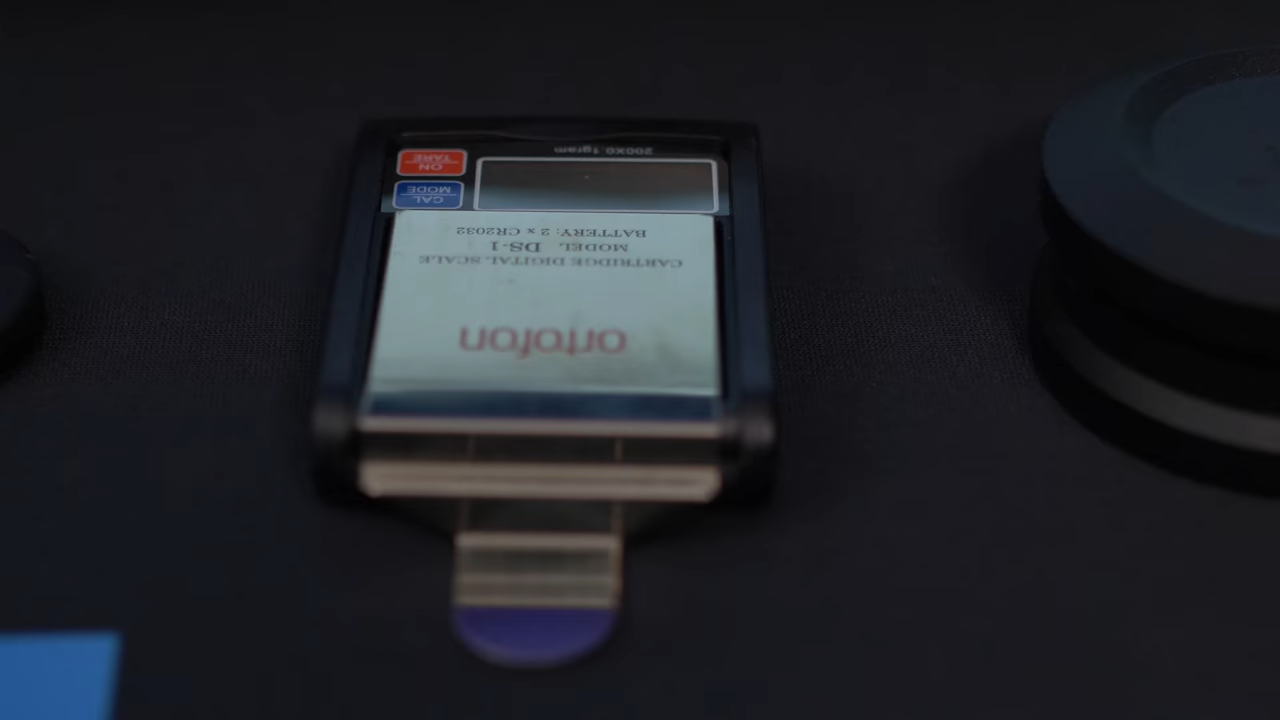 ortofon
CARTRIDGE DIGITAL SCALE
MODEL DS-1
BATTERY: 2 x CR2032
CAL
MODE
ON
TARE
200X0.1gram